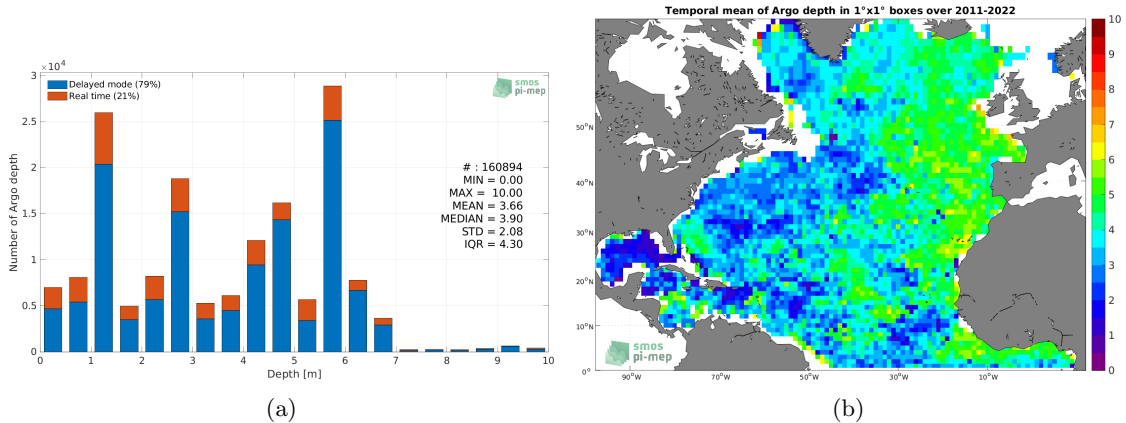 ×10⁴
Delayed mode (79%)
Real time (21%)
smos
pi-mep
# : 160894
MIN = 0.00
MAX = 10.00
MEAN = 3.66
MEDIAN = 3.90
STD = 2.08
IQR = 4.30
Number of Argo depth
3
2.5
2
1.5
1
0.5
0
0 1 2 3 4 5 6 7 8 9 10
Depth [m]
(a)
Temporal mean of Argo depth in 1°x1° boxes over 2011-2022
50°N
40°N
30°N
20°N
10°N
0°
90°W 70°W 50°W 30°W 10°W
smos
pi-mep
10
9
8
7
6
5
4
3
2
1
0
(b)